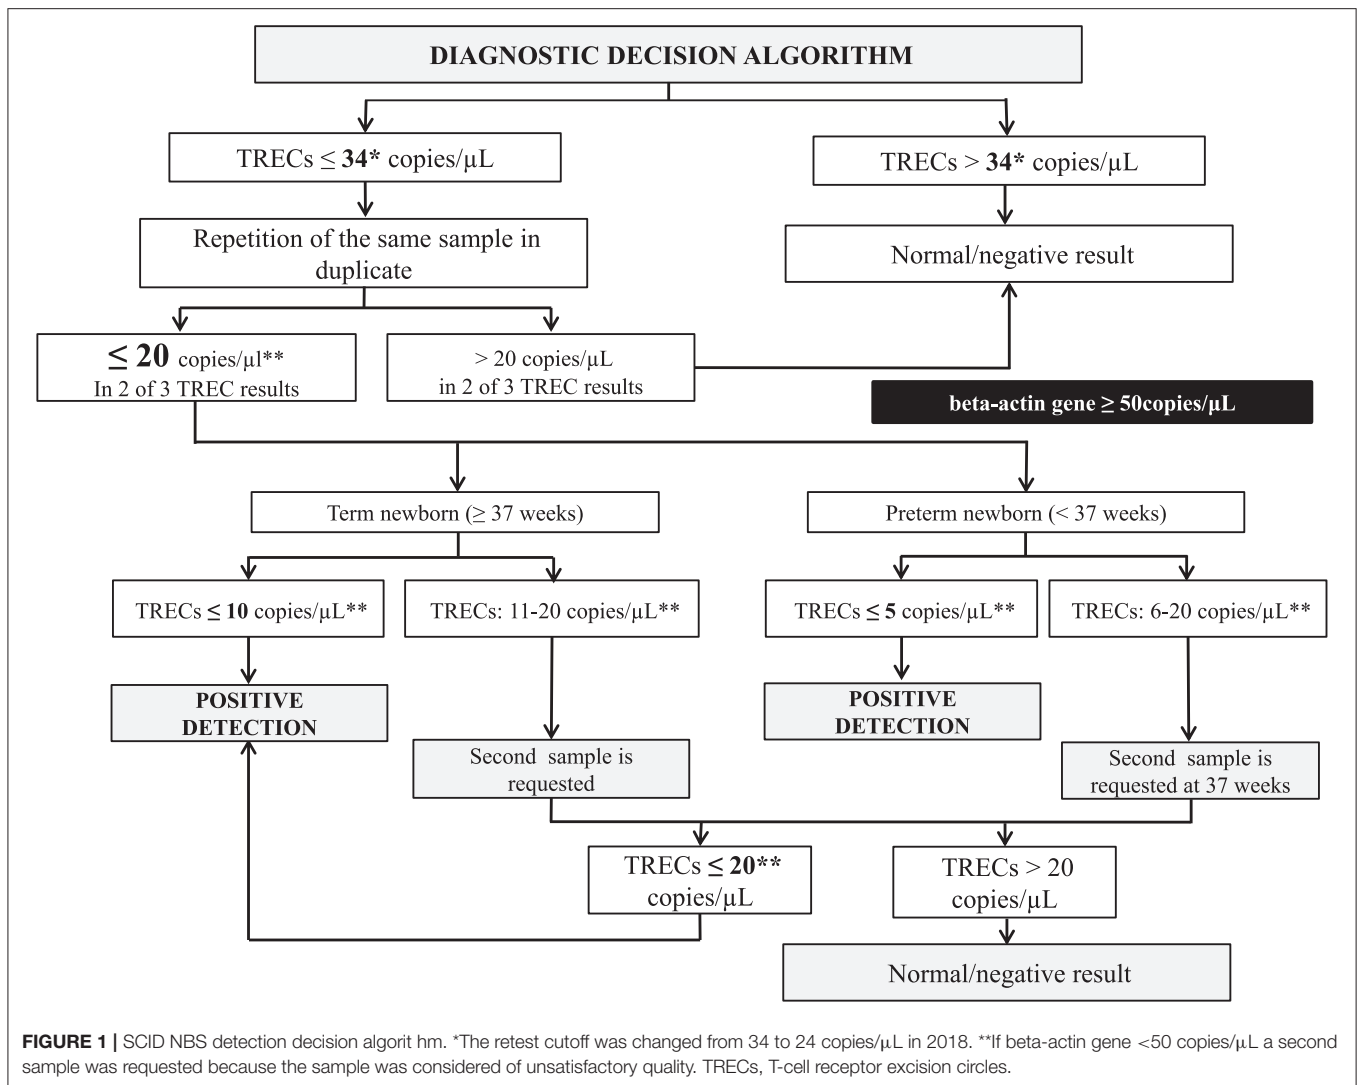 DIAGNOSTIC DECISION ALGORITHM
TRECs ≤ 34* copies/µL
TRECs > 34* copies/µL
Repetition of the same sample in
duplicate
Normal/negative result
≤ 20 copies/µl**
In 2 of 3 TREC results
> 20 copies/µL
in 2 of 3 TREC results
beta-actin gene ≥ 50copies/µL
Term newborn (≥ 37 weeks)
Preterm newborn (< 37 weeks)
TRECs ≤ 10 copies/µL**
TRECs: 11-20 copies/µL**
TRECs ≤ 5 copies/µL**
TRECs: 6-20 copies/µL**
POSITIVE
DETECTION
POSITIVE
DETECTION
Second sample is
requested
Second sample is
requested at 37 weeks
TRECs ≤ 20**
copies/µL
TRECs > 20
copies/µL
Normal/negative result
FIGURE 1 | SCID NBS detection decision algorit hm. *The retest cutoff was changed from 34 to 24 copies/µL in 2018. **If beta-actin gene <50 copies/µL a second
sample was requested because the sample was considered of unsatisfactory quality. TRECs, T-cell receptor excision circles.